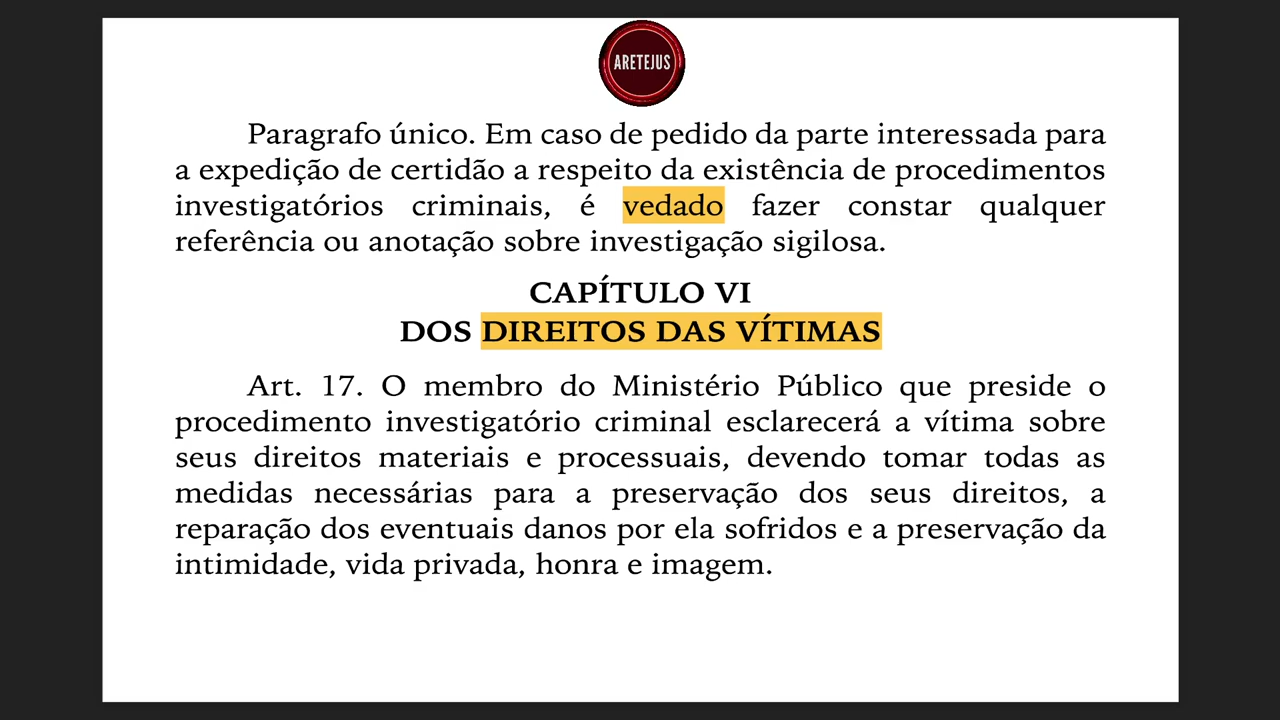 ARETEJUS
Paragrafo único. Em caso de pedido da parte interessada para
a expedição de certidão a respeito da existência de procedimentos
investigatórios criminais, é vedado fazer constar qualquer
referência ou anotação sobre investigação sigilosa.
CAPÍTULO VI
DOS DIREITOS DAS VÍTIMAS
Art. 17. O membro do Ministério Público que preside o
procedimento investigatório criminal esclarecerá a vítima sobre
seus direitos materiais e processuais, devendo tomar todas as
medidas necessárias para a preservação dos seus direitos, a
reparação dos eventuais danos por ela sofridos e a preservação da
intimidade, vida privada, honra e imagem.